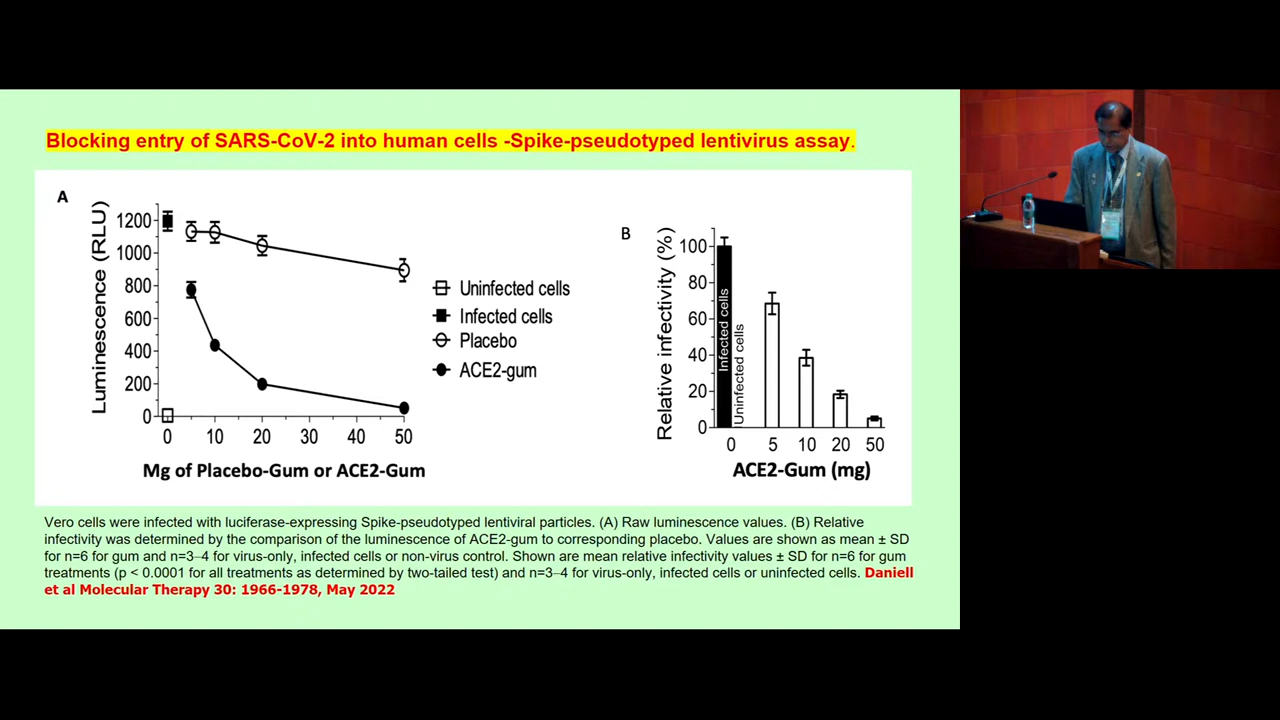 Blocking entry of SARS-CoV-2 into human cells -Spike-pseudotyped lentivirus assay.
A
Luminescence (RLU)
1200
1000
800
600
400
200
0
0 10 20 30 40 50
Mg of Placebo-Gum or ACE2-Gum
Uninfected cells
Infected cells
Placebo
ACE2-gum
B
Relative infectivity (%)
100
80
60
40
20
0
Infected cells
Uninfected cells
0 5 10 20 50
ACE2-Gum (mg)
Vero cells were infected with luciferase-expressing Spike-pseudotyped lentiviral particles. (A) Raw luminescence values. (B) Relative
infectivity was determined by the comparison of the luminescence of ACE2-gum to corresponding placebo. Values are shown as mean ± SD
for n=6 for gum and n=3–4 for virus-only, infected cells or non-virus control. Shown are mean relative infectivity values ± SD for n=6 for gum
treatments (p < 0.0001 for all treatments as determined by two-tailed test) and n=3–4 for virus-only, infected cells or uninfected cells. Daniell
et al Molecular Therapy 30: 1966-1978, May 2022